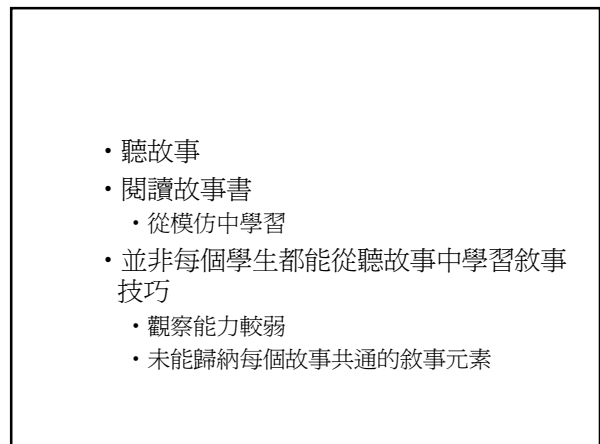 •聽故事
•閱讀故事書
•從模仿中學習
•並非每個學生都能從聽故事中學習敘事
技巧
•觀察能力較弱
•未能歸納每個故事共通的敘事元素